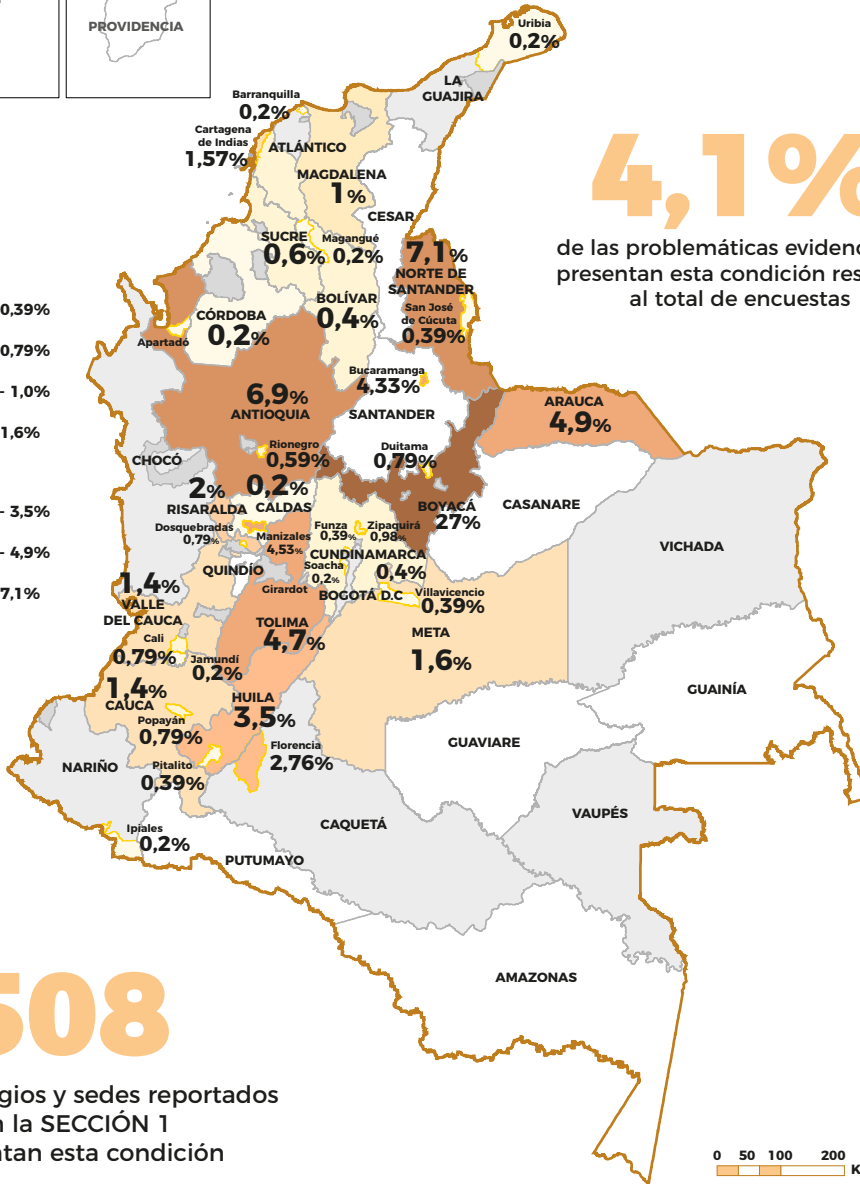 PROVIDENCIA
Uribia
0,2%
LA
GUAJIRA
Barranquilla
0,2%
Cartagena
de Indias
1,57%
ATLÁNTICO
MAGDALENA
1%
CESAR
4,1%
de las problemáticas
presentan esta condición
al total de encuestas
SUCRE
0,6%
Magangué
0,2%
7,1%
NORTE DE
SANTANDER
San José
de Cúcuta
0,39%
BOLÍVAR
0,4%
CÓRDOBA
0,2%
Apartadó
0,39%
0,79%
- 1,0%
1,6%
- 3,5%
- 4,9%
7,1%
Bucaramanga
4,33%
SANTANDER
6,9%
ANTIOQUIA
ARAUCA
4,9%
Rionegro
0,59%
Duitama
0,79%
CHOCÓ
2%
RISARALDA
0,2%
CALDAS
BOYACÁ
27%
CASANARE
VICHADA
Dosquebradas
0,79%
Manizales
4,53%
Funza
0,39%
Zipaquirá
0,98%
CUNDINAMARCA
0,4%
Soacha
0,2%
QUINDÍO
Girardot
BOGOTÁ D.C
Villavicencio
0,39%
1,4%
VALLE
DEL CAUCA
Cali
0,79%
Jamundí
0,2%
TOLIMA
4,7%
META
1,6%
GUAINÍA
1,4%
CAUCA
Popayán
0,79%
HUILA
3,5%
Florencia
2,76%
GUAVIARE
NARIÑO
Pitalito
0,39%
CAQUETÁ
VAUPÉS
Ipiales
0,2%
PUTUMAYO
AMAZONAS
508
y sedes reportados
la SECCIÓN 1
esta condición
0 50 100 200